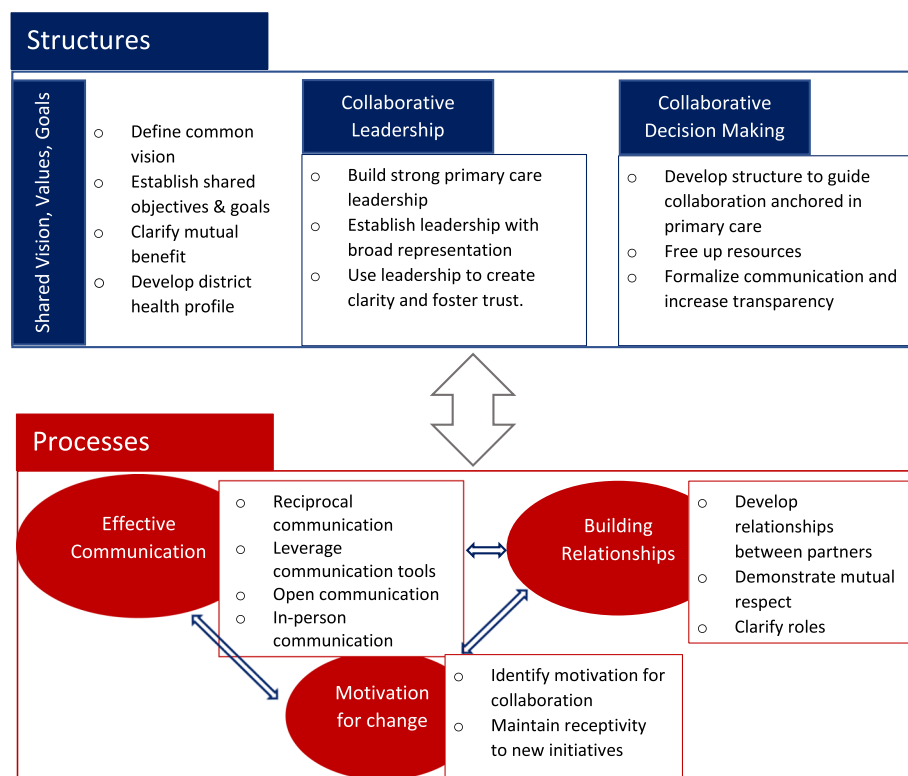 Structures
Shared Vision, Values, Goals
o Define common
vision
o Establish shared
objectives & goals
o Clarify mutual
benefit
o Develop district
health profile
Collaborative
Leadership
o Build strong primary care
leadership
o Establish leadership with
broad representation
o Use leadership to create
clarity and foster trust.
Collaborative
Decision Making
o Develop structure to guide
collaboration anchored in
primary care
o Free up resources
o Formalize communication and
increase transparency
Processes
Effective
Communication
o Reciprocal
communication
o Leverage
communication tools
o Open communication
o In-person
communication
Building
Relationships
o Develop
relationships
between partners
o Demonstrate mutual
respect
o Clarify roles
Motivation
for change
o Identify motivation for
collaboration
o Maintain receptivity
to new initiatives